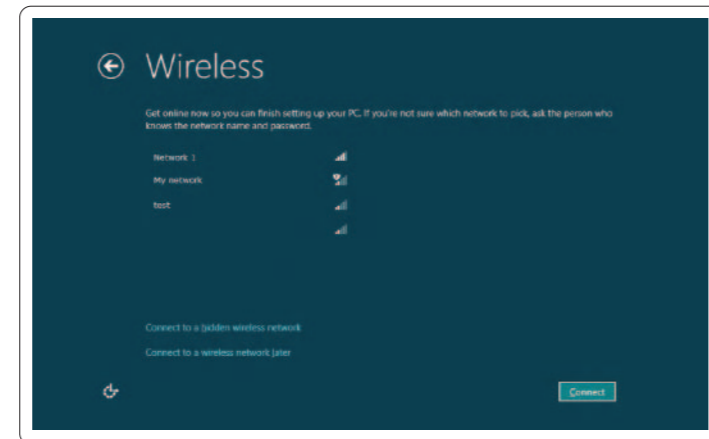 Wireless
Get online now so you can finish setting up your PC. If you're not sure which network to pick, ask the person who
knows the network name and password.
Network 1
My network
test
Connect to a hidden wireless network
Connect to a wireless network later
Connect